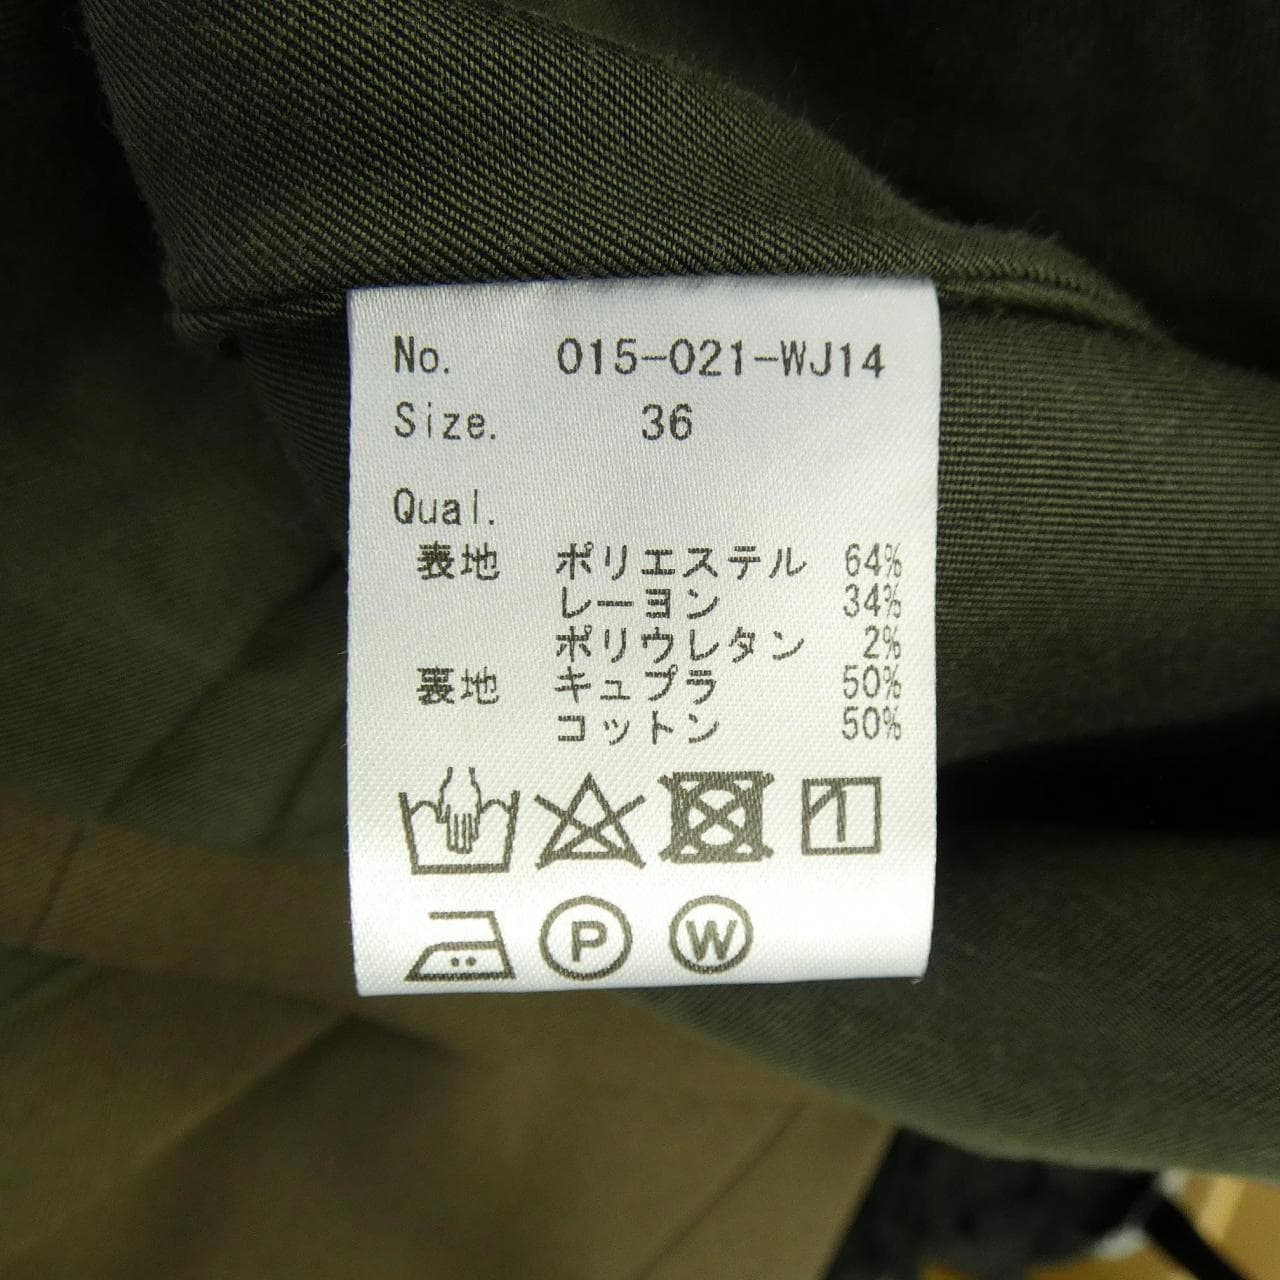 No. 015-021-WJ14
Size. 36
Qual.
表地 ポリエステル 64%
レーヨン 34%
ポリウレタン 2%
裏地 キュプラ 50%
コットン 50%
P W